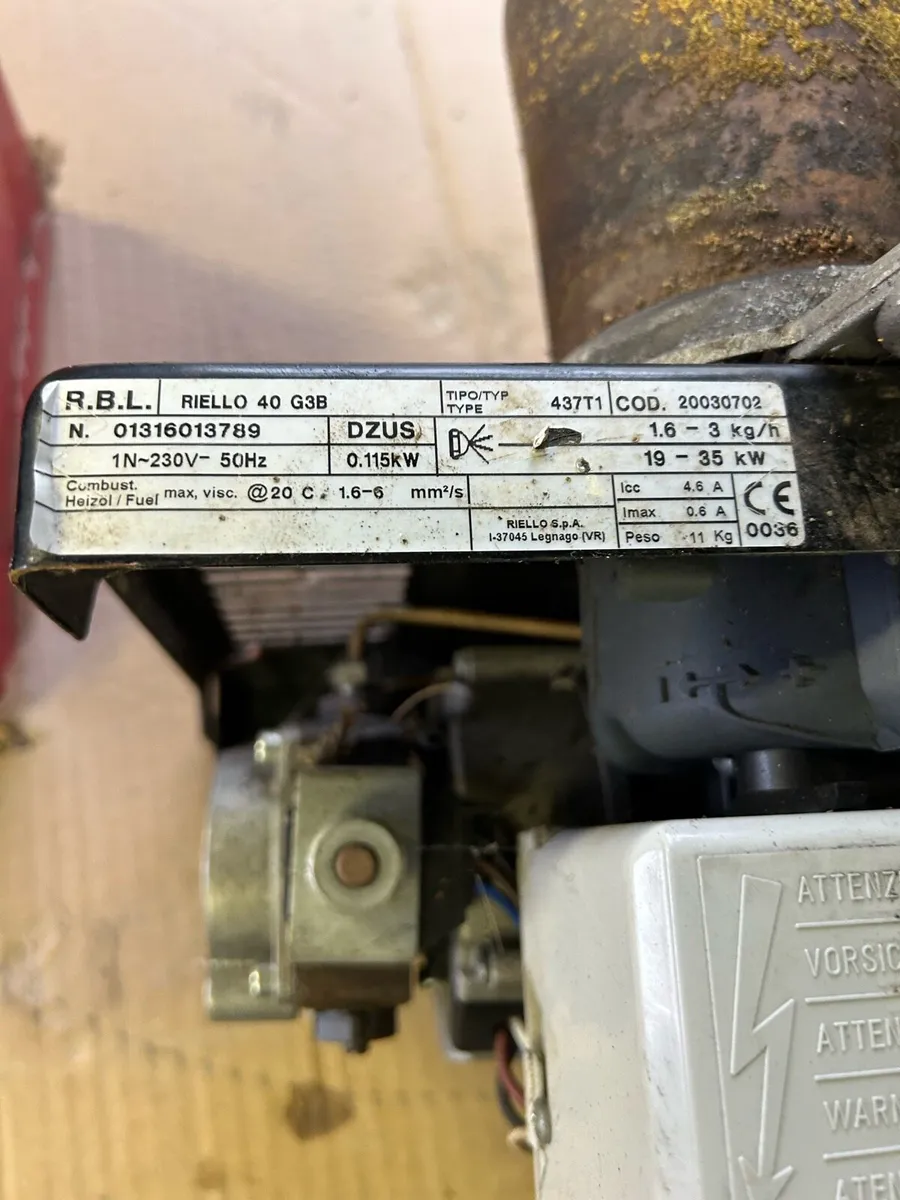 R.B.L. RIELLO 40 G3B TIPO/TYP TYPE 437T1 COD. 20030702
N. 01316013789 DZUS 1.6 - 3 kg/h
1N~230V~ 50Hz 0.115kW 19 - 35 kW
Combust. Heizöl / Fuel max, visc. @20 C. 1.6-6 mm²/s
Icc 4.6 A
Imax 0.6 A
RIELLO S.p.A.
I-37045 Legnago (VR)
Peso 11 Kg
CE
0036
ATTENZ
VORSIC
ATTEN
WARN
ATEN